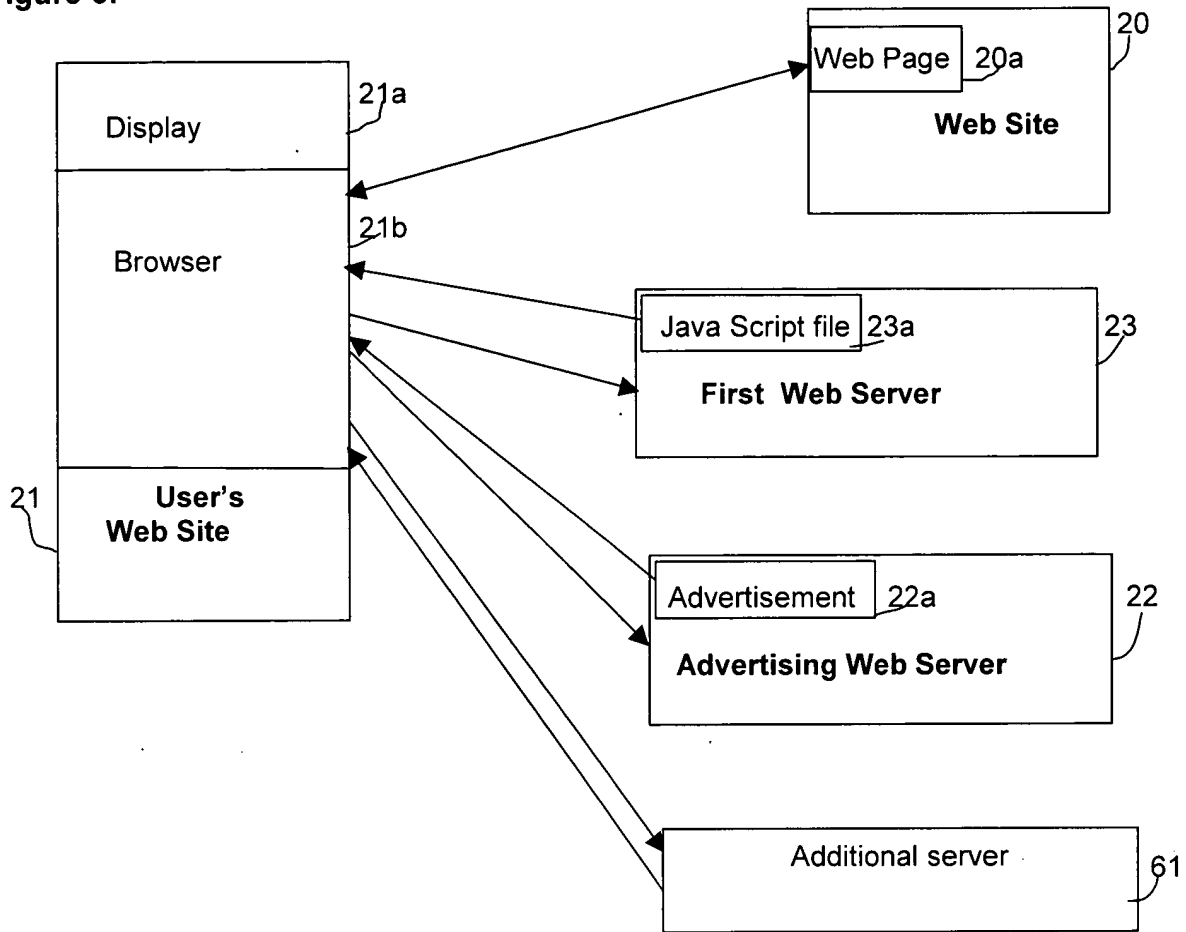 20
Web Page
20a
Web Site
21a
Display
21b
Browser
Java Script file
23a
23
First Web Server
21
User's
Web Site
Advertisement
22a
22
Advertising Web Server
Additional server
61